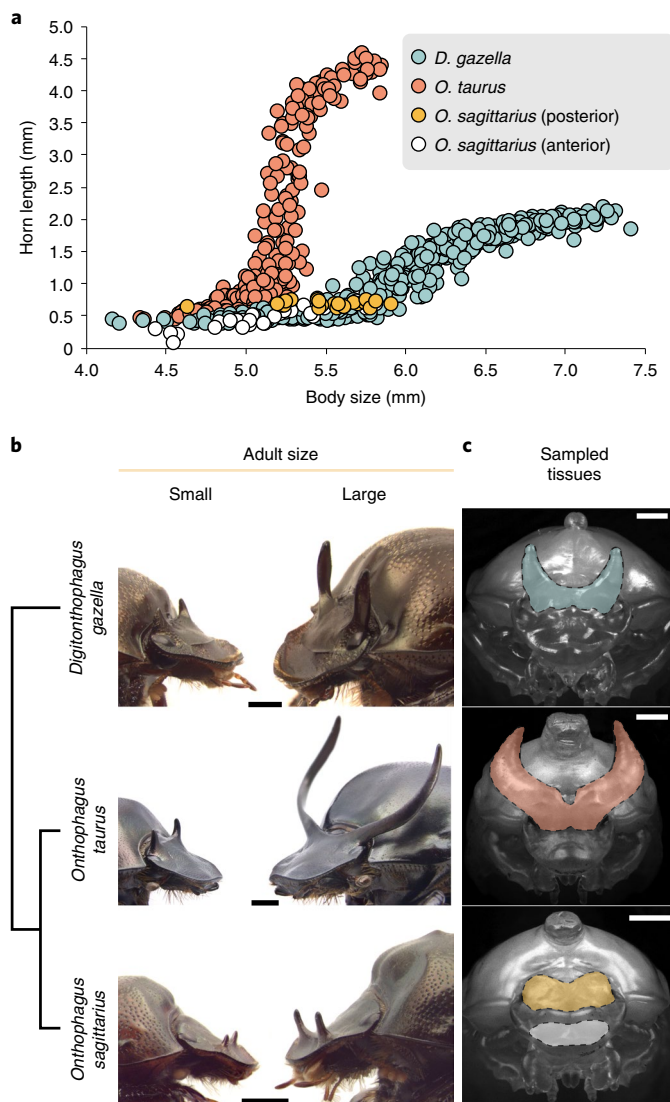 a
5.0
4.5
4.0
3.5
3.0
2.5
2.0
1.5
1.0
0.5
0
Horn length (mm)
D. gazella
O. taurus
O. sagittarius (posterior)
O. sagittarius (anterior)
4.0 4.5 5.0 5.5 6.0 6.5 7.0 7.5
Body size (mm)
b
Adult size
Small Large
c
Sampled
tissues
Digitonthophagus
gazella
Onthophagus
taurus
Onthophagus
sagittarius